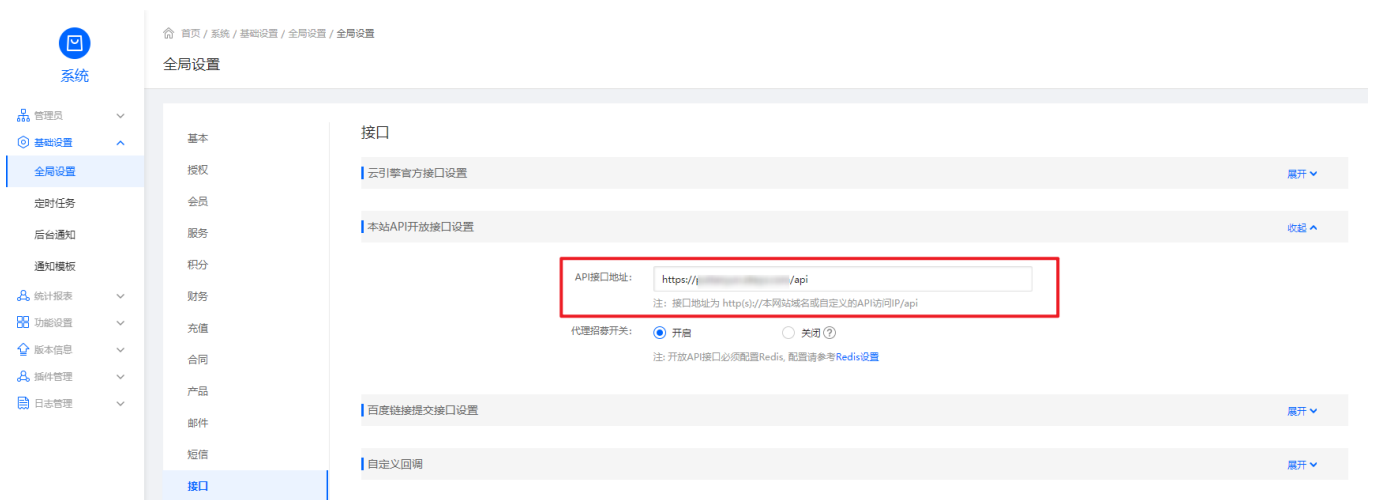 首页 / 系统 / 基础设置 / 全局设置 / 全局设置
全局设置
系统
管理员
基础设置
全局设置
定时任务
后台通知
通知模板
统计报表
功能设置
版本信息
插件管理
日志管理
基本
授权
会员
服务
积分
财务
充值
合同
产品
邮件
短信
接口
接口
云引擎官方接口设置 展开
本站API开放接口设置 收起
API接口地址: https:// /api
注：接口地址为 http(s)://本网站域名或自定义的API访问IP/api
代理招募开关: 开启 关闭 ?
注: 开放API接口必须配置Redis, 配置请参考Redis设置
百度链接提交接口设置 展开
自定义回调 展开